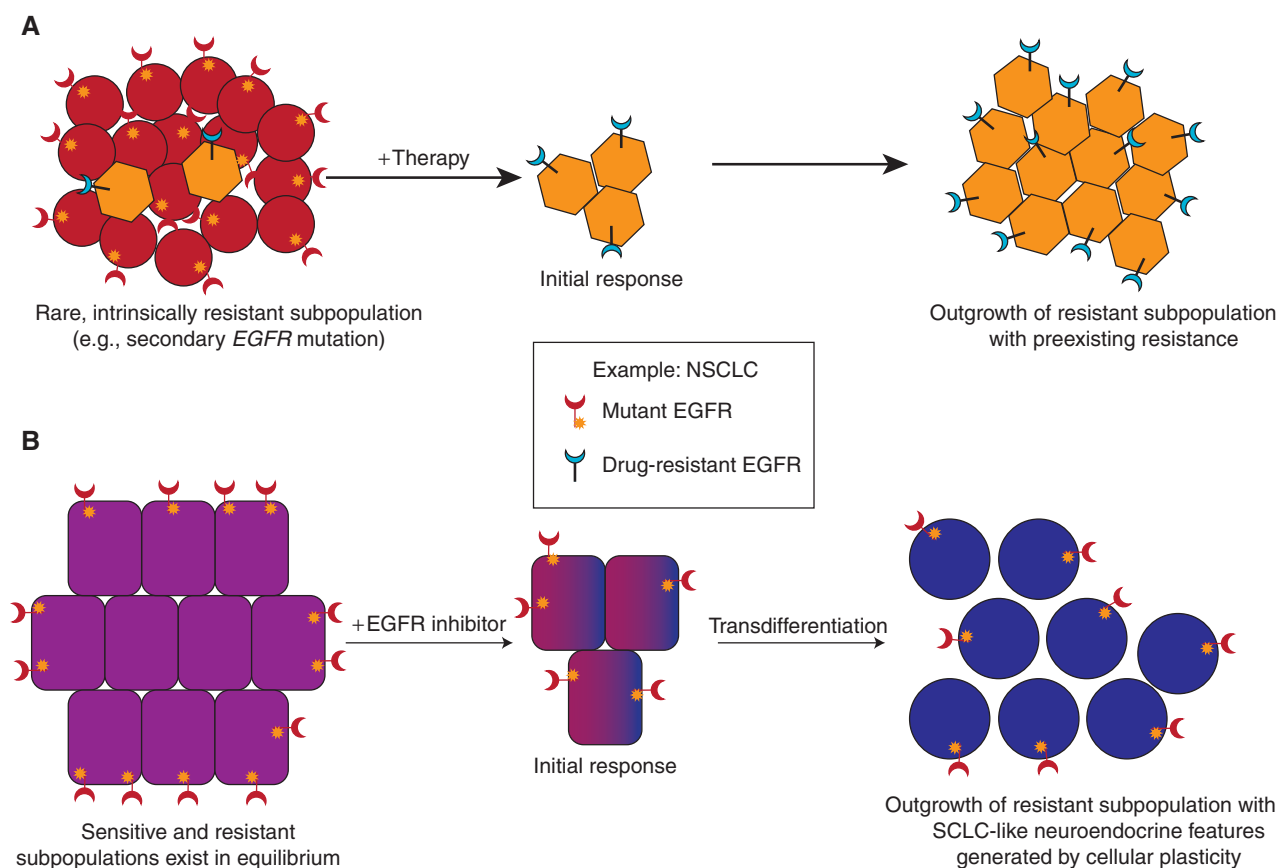 A
+Therapy
Initial response
Rare, intrinsically resistant subpopulation
(e.g., secondary EGFR mutation)
Outgrowth of resistant subpopulation
with preexisting resistance
Example: NSCLC
Mutant EGFR
Drug-resistant EGFR
B
+EGFR inhibitor
Transdifferentiation
Initial response
Sensitive and resistant
subpopulations exist in equilibrium
Outgrowth of resistant subpopulation with
SCLC-like neuroendocrine features
generated by cellular plasticity